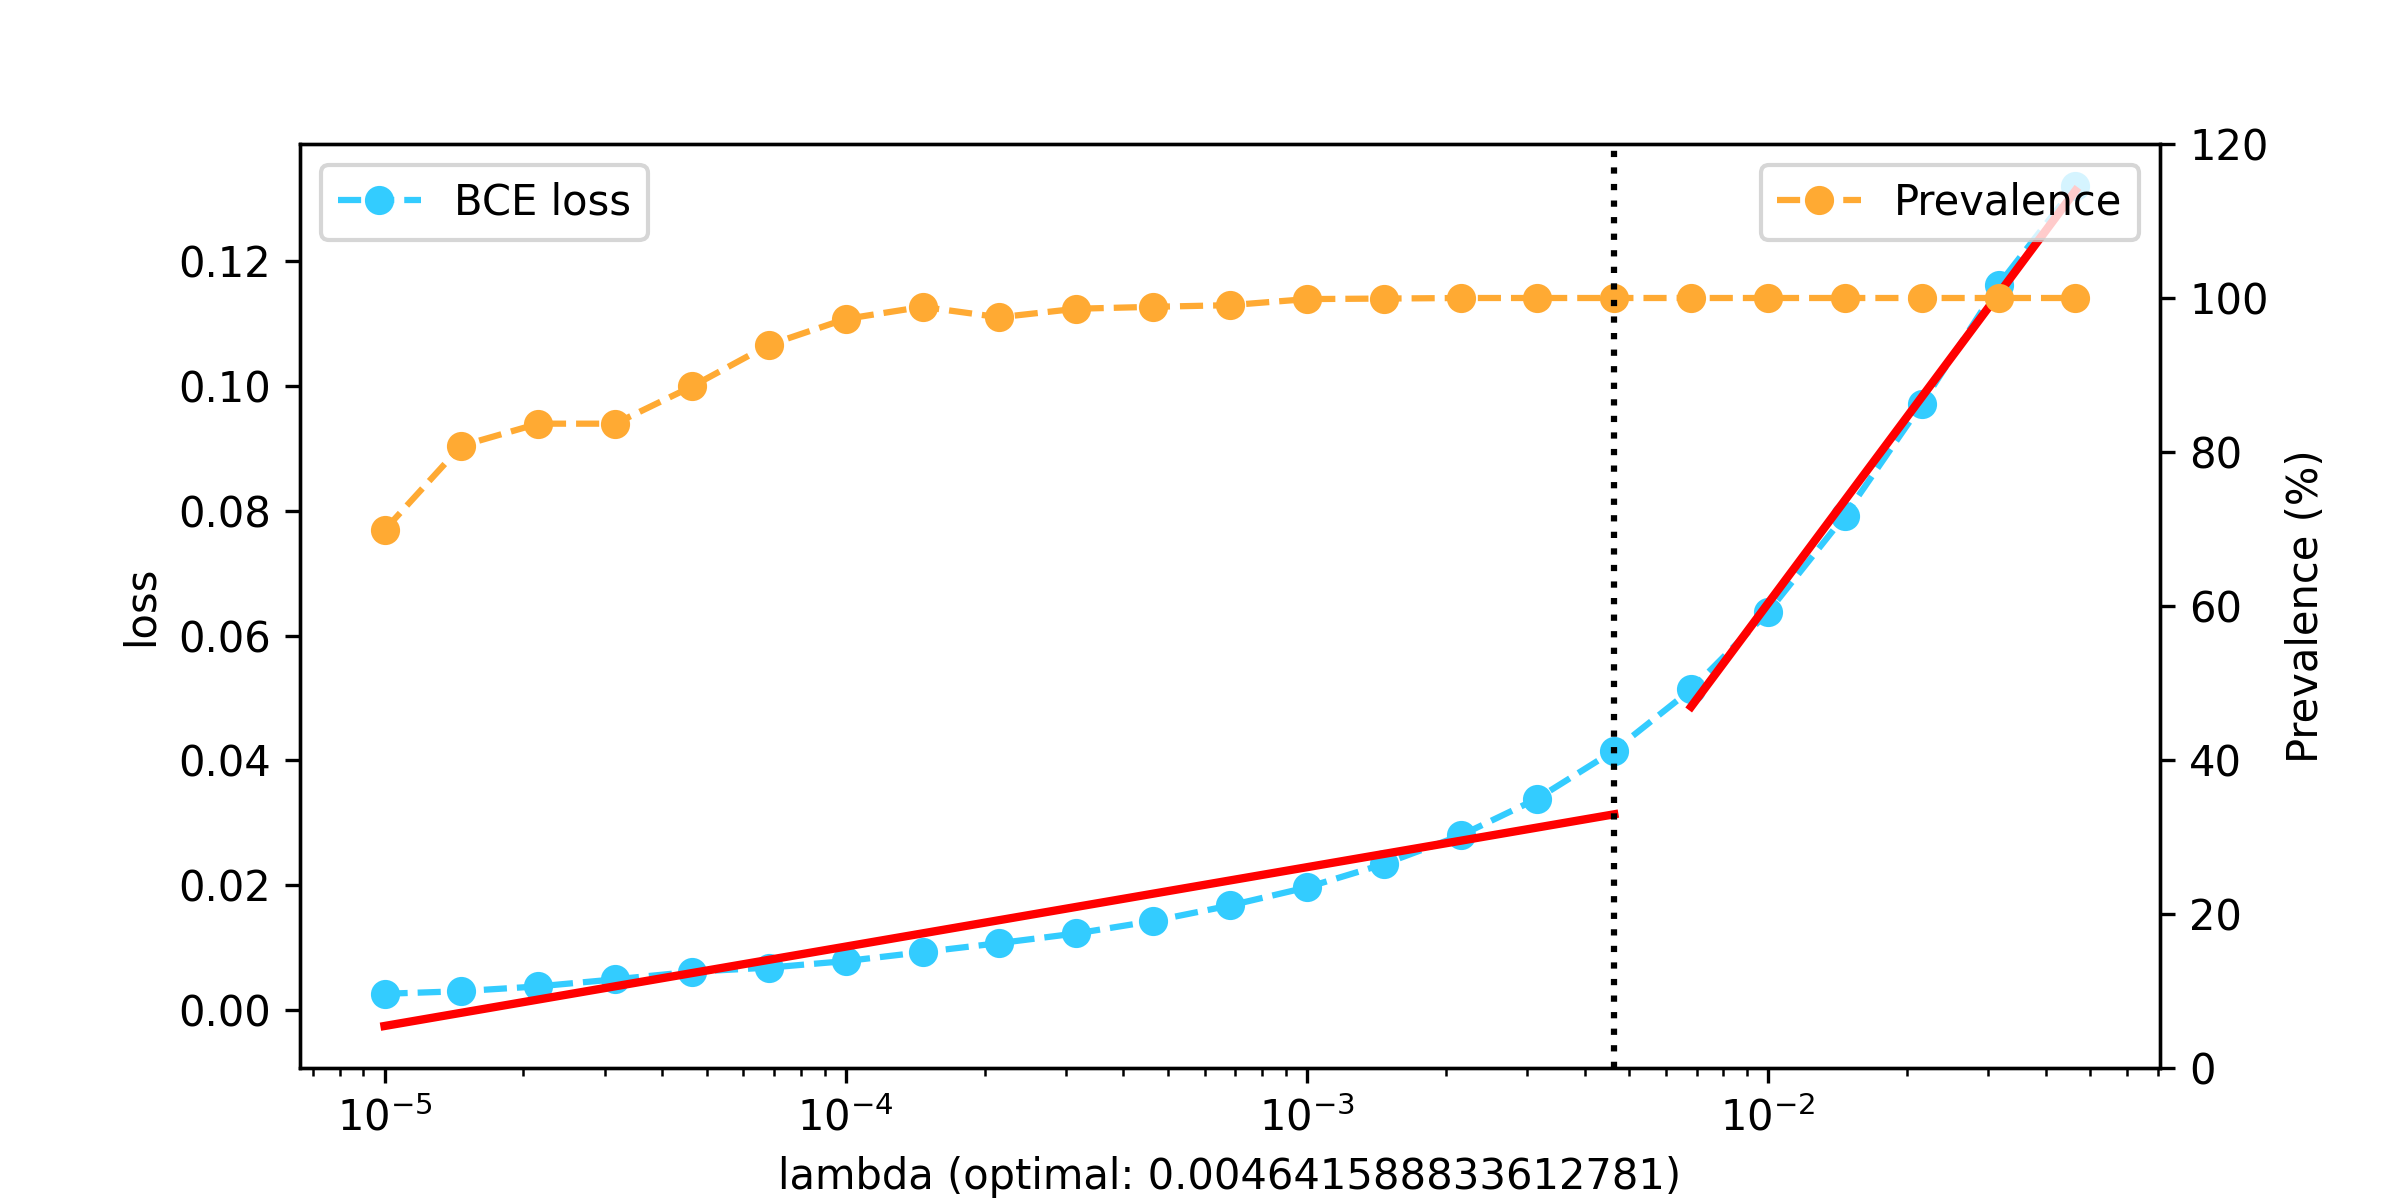 BCE loss
Prevalence
120
100
80
60
40
20
0
Prevalence (%)
0.12
0.10
0.08
0.06
0.04
0.02
0.00
loss
10⁻⁵ 10⁻⁴ 10⁻³ 10⁻²
lambda (optimal: 0.004641588833612781)